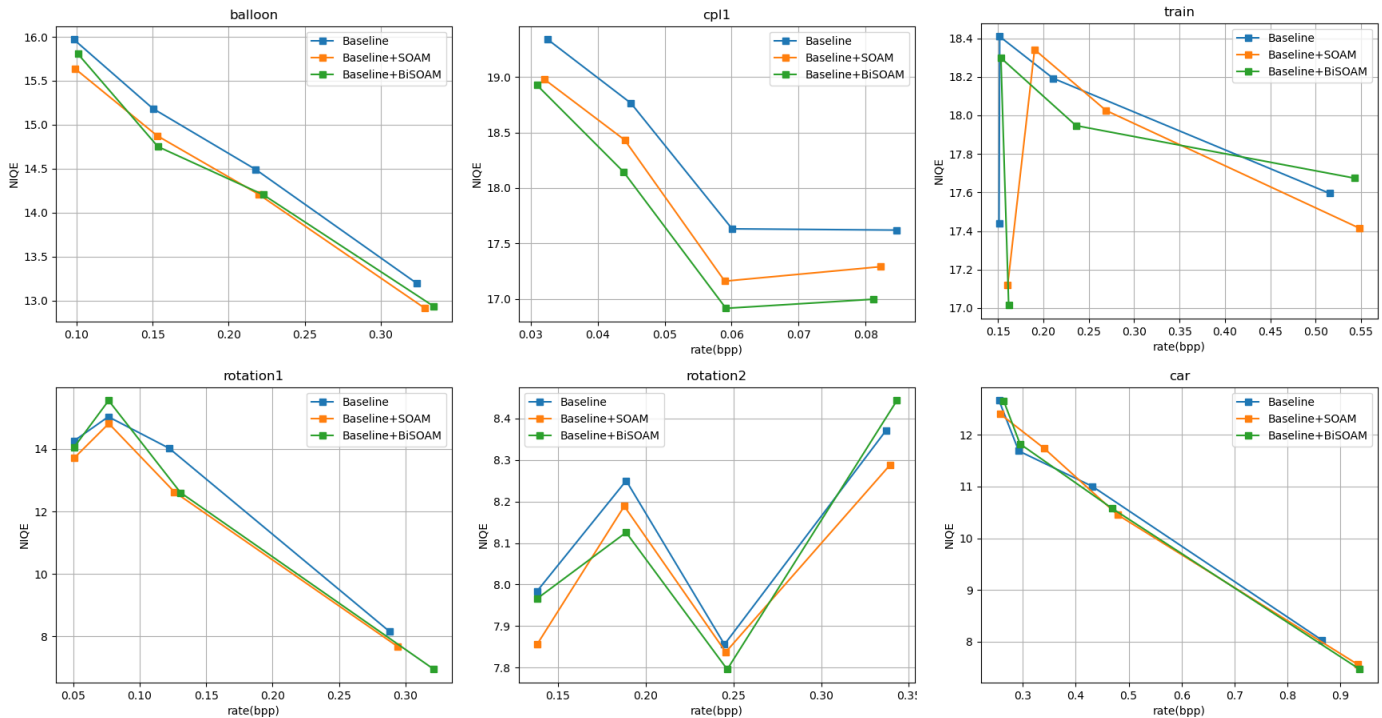 balloon
16.0
15.5
15.0
14.5
14.0
13.5
13.0
NIQE
0.10
0.15
0.20
0.25
0.30
rate(bpp)
Baseline
Baseline+SOAM
Baseline+BiSOAM
cpl1
19.0
18.5
18.0
17.5
17.0
NIQE
0.03
0.04
0.05
0.06
0.07
0.08
rate(bpp)
Baseline
Baseline+SOAM
Baseline+BiSOAM
train
18.4
18.2
18.0
17.8
17.6
17.4
17.2
17.0
NIQE
0.15
0.20
0.25
0.30
0.35
0.40
0.45
0.50
0.55
rate(bpp)
Baseline
Baseline+SOAM
Baseline+BiSOAM
rotation1
14
12
10
8
NIQE
0.05
0.10
0.15
0.20
0.25
0.30
rate(bpp)
Baseline
Baseline+SOAM
Baseline+BiSOAM
rotation2
8.4
8.3
8.2
8.1
8.0
7.9
7.8
7.7
NIQE
0.15
0.20
0.25
0.30
rate(bpp)
Baseline
Baseline+SOAM
Baseline+BiSOAM
car
12
11
10
9
8
NIQE
0.3
0.4
0.5
0.6
0.7
0.8
0.9
rate(bpp)
Baseline
Baseline+SOAM
Baseline+BiSOAM